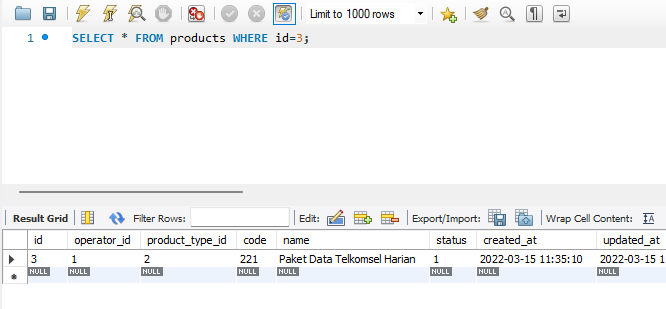 Limit to 1000 rows
1 SELECT * FROM products WHERE id=3;
Result Grid Filter Rows: Edit: Export/Import: Wrap Cell Content:
id operator_id product_type_id code name status created_at updated_at
3 1 2 221 Paket Data Telkomsel Harian 1 2022-03-15 11:35:10 2022-03-15 1
NULL NULL NULL NULL NULL NULL NULL NULL